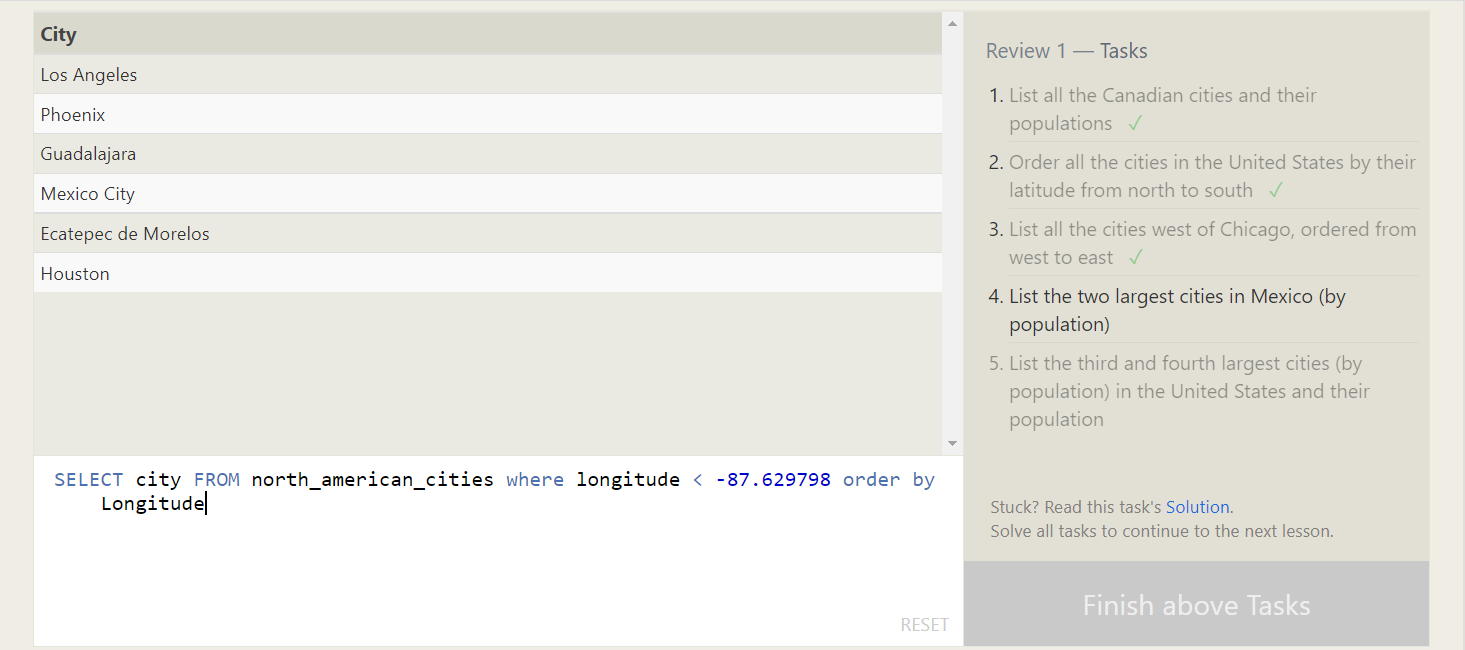 City
Los Angeles
Phoenix
Guadalajara
Mexico City
Ecatepec de Morelos
Houston
SELECT city FROM north_american_cities where longitude < -87.629798 order by
Longitude
RESET
Review 1 — Tasks
1. List all the Canadian cities and their
populations ✓
2. Order all the cities in the United States by their
latitude from north to south ✓
3. List all the cities west of Chicago, ordered from
west to east ✓
4. List the two largest cities in Mexico (by
population)
5. List the third and fourth largest cities (by
population) in the United States and their
population
Stuck? Read this task's Solution.
Solve all tasks to continue to the next lesson.
Finish above Tasks